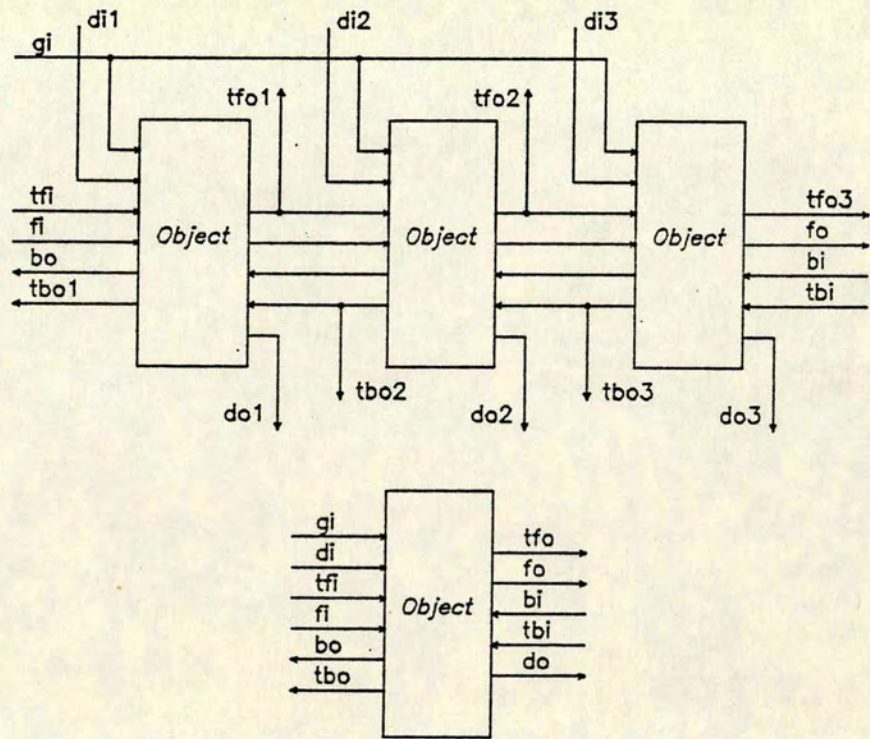 di1 di2 di3
gi
tfo1 tfo2
tfi tfo3
fi Object Object Object fo
bo bi
tbo1 tbi
tbo2 tbo3
do1 do2 do3
gi
di tfo
tfi fo
fi Object bi
bo tbi
tbo do